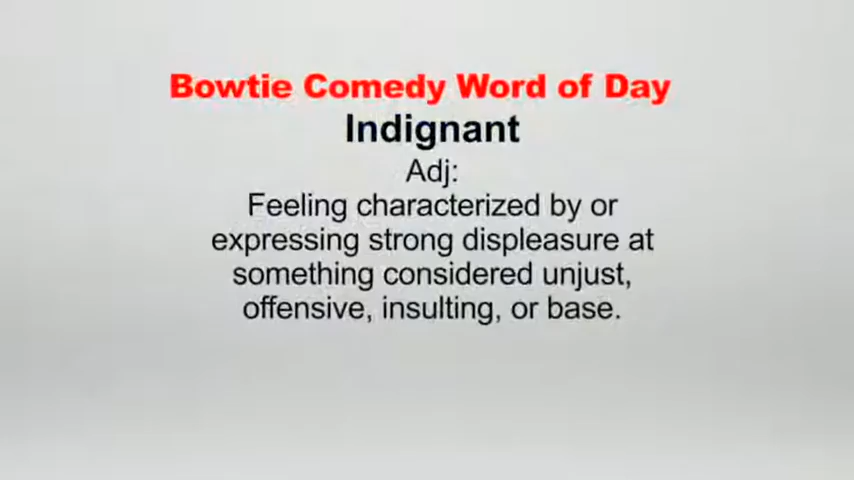 Bowtie Comedy Word of Day
Indignant
Adj:
Feeling characterized by or
expressing strong displeasure at
something considered unjust,
offensive, insulting, or base.